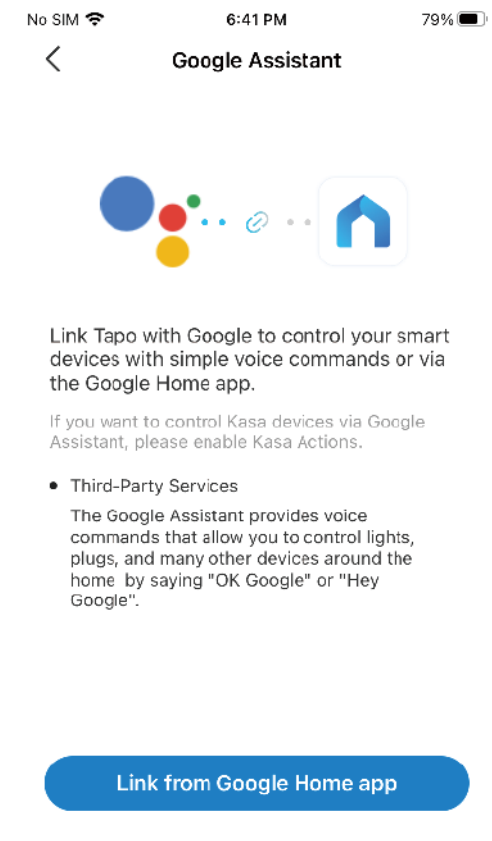 No SIM 6:41 PM 79%
Google Assistant
Link Tapo with Google to control your smart
devices with simple voice commands or via
the Google Home app.
If you want to control Kasa devices via Google
Assistant, please enable Kasa Actions.
• Third-Party Services
The Google Assistant provides voice
commands that allow you to control lights,
plugs, and many other devices around the
home by saying "OK Google" or "Hey
Google".
Link from Google Home app